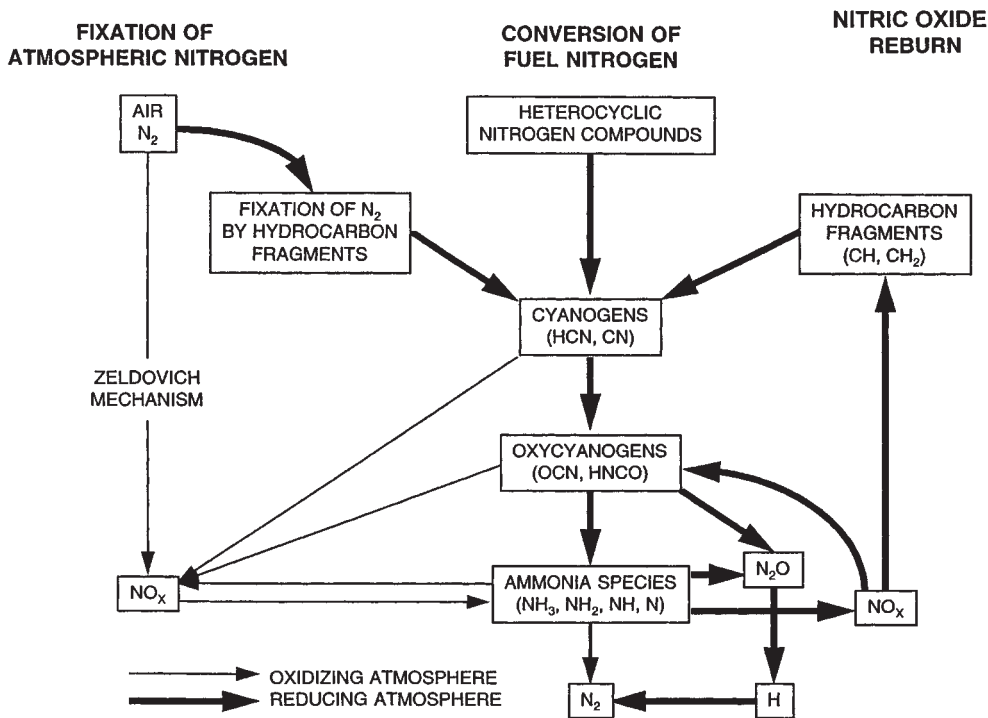 FIXATION OF
ATMOSPHERIC NITROGEN
CONVERSION OF
FUEL NITROGEN
NITRIC OXIDE
REBURN
AIR
N₂
HETEROCYCLIC
NITROGEN COMPOUNDS
FIXATION OF N₂
BY HYDROCARBON
FRAGMENTS
HYDROCARBON
FRAGMENTS
(CH, CH₂)
CYANOGENS
(HCN, CN)
ZELDOVICH
MECHANISM
OXYCYANOGENS
(OCN, HNCO)
N₂O
NOₓ
AMMONIA SPECIES
(NH₃, NH₂, NH, N)
NOₓ
OXIDIZING ATMOSPHERE
REDUCING ATMOSPHERE
N₂
H